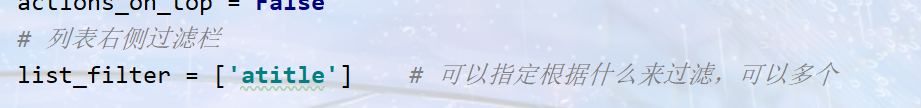 actions_on_top = False
# 列表右侧过滤栏
list_filter = ['atitle']    # 可以指定根据什么来过滤，可以多个